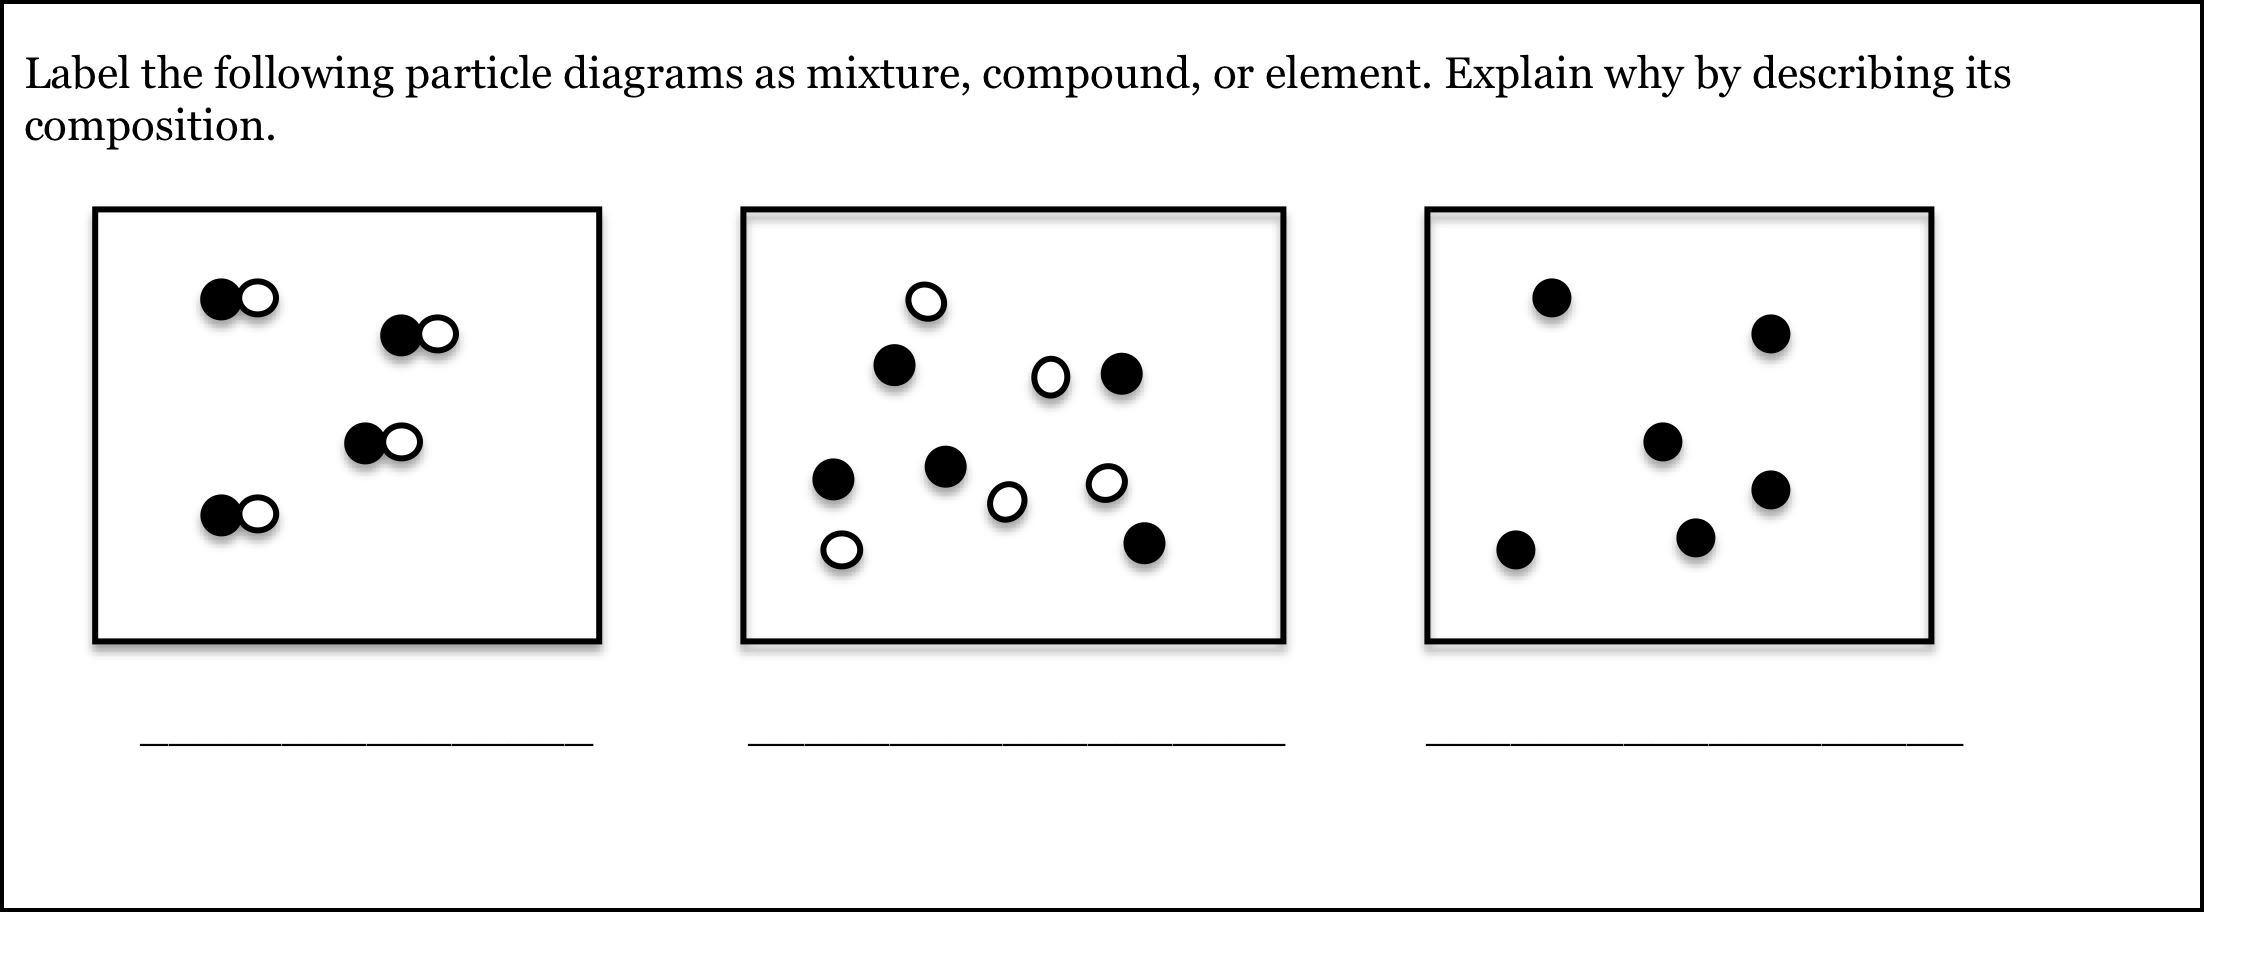 Label the following particle diagrams as mixture, compound, or element. Explain why by describing its
composition.